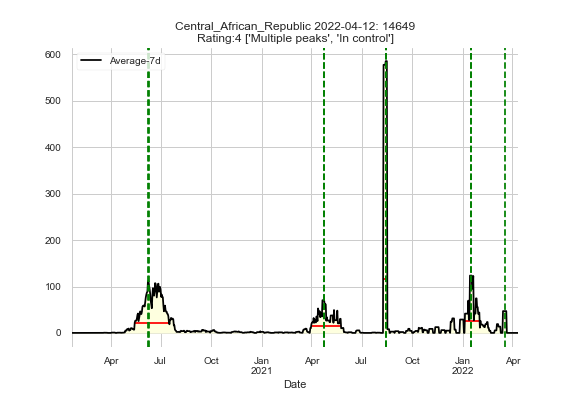 Central_African_Republic 2022-04-12: 14649
Rating:4 ['Multiple peaks', 'In control']
Average-7d
600
500
400
300
200
100
0
Apr Jul Oct Jan Apr Jul Oct Jan Apr
2021 2022
Date